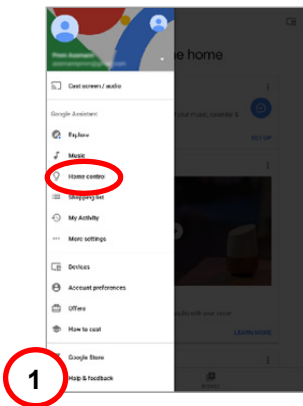 e home
Cast screen / audio
Google Assistant
Explore
SET UP
Music
Home control
Shopping list
My Activity
More settings
Devices
Account preferences
Offers
How to cast
LEARN MORE
Google Store
1
Help & feedback